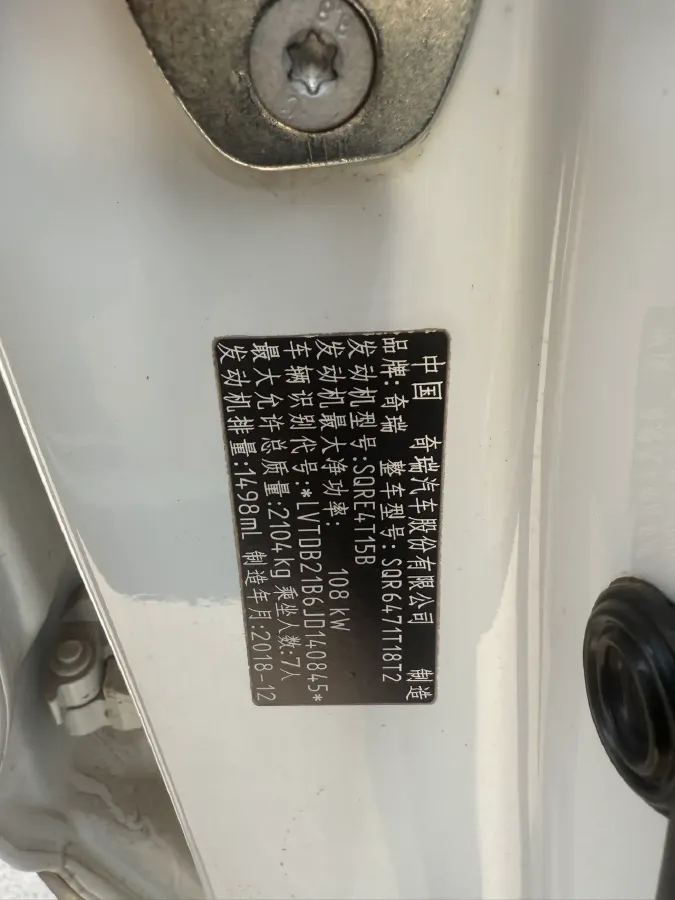 中国 奇瑞汽车股份有限公司 制造
品牌:奇瑞 整车型号:SQR6471T18T2
发动机型号:SQRE4T15B
发动机最大净功率: 108 kW
车辆识别代号:*LVTDB21B6JD140845*
最大允许总质量:2104kg 乘坐人数:7人
发动机排量:1498mL 制造年月:2018-12